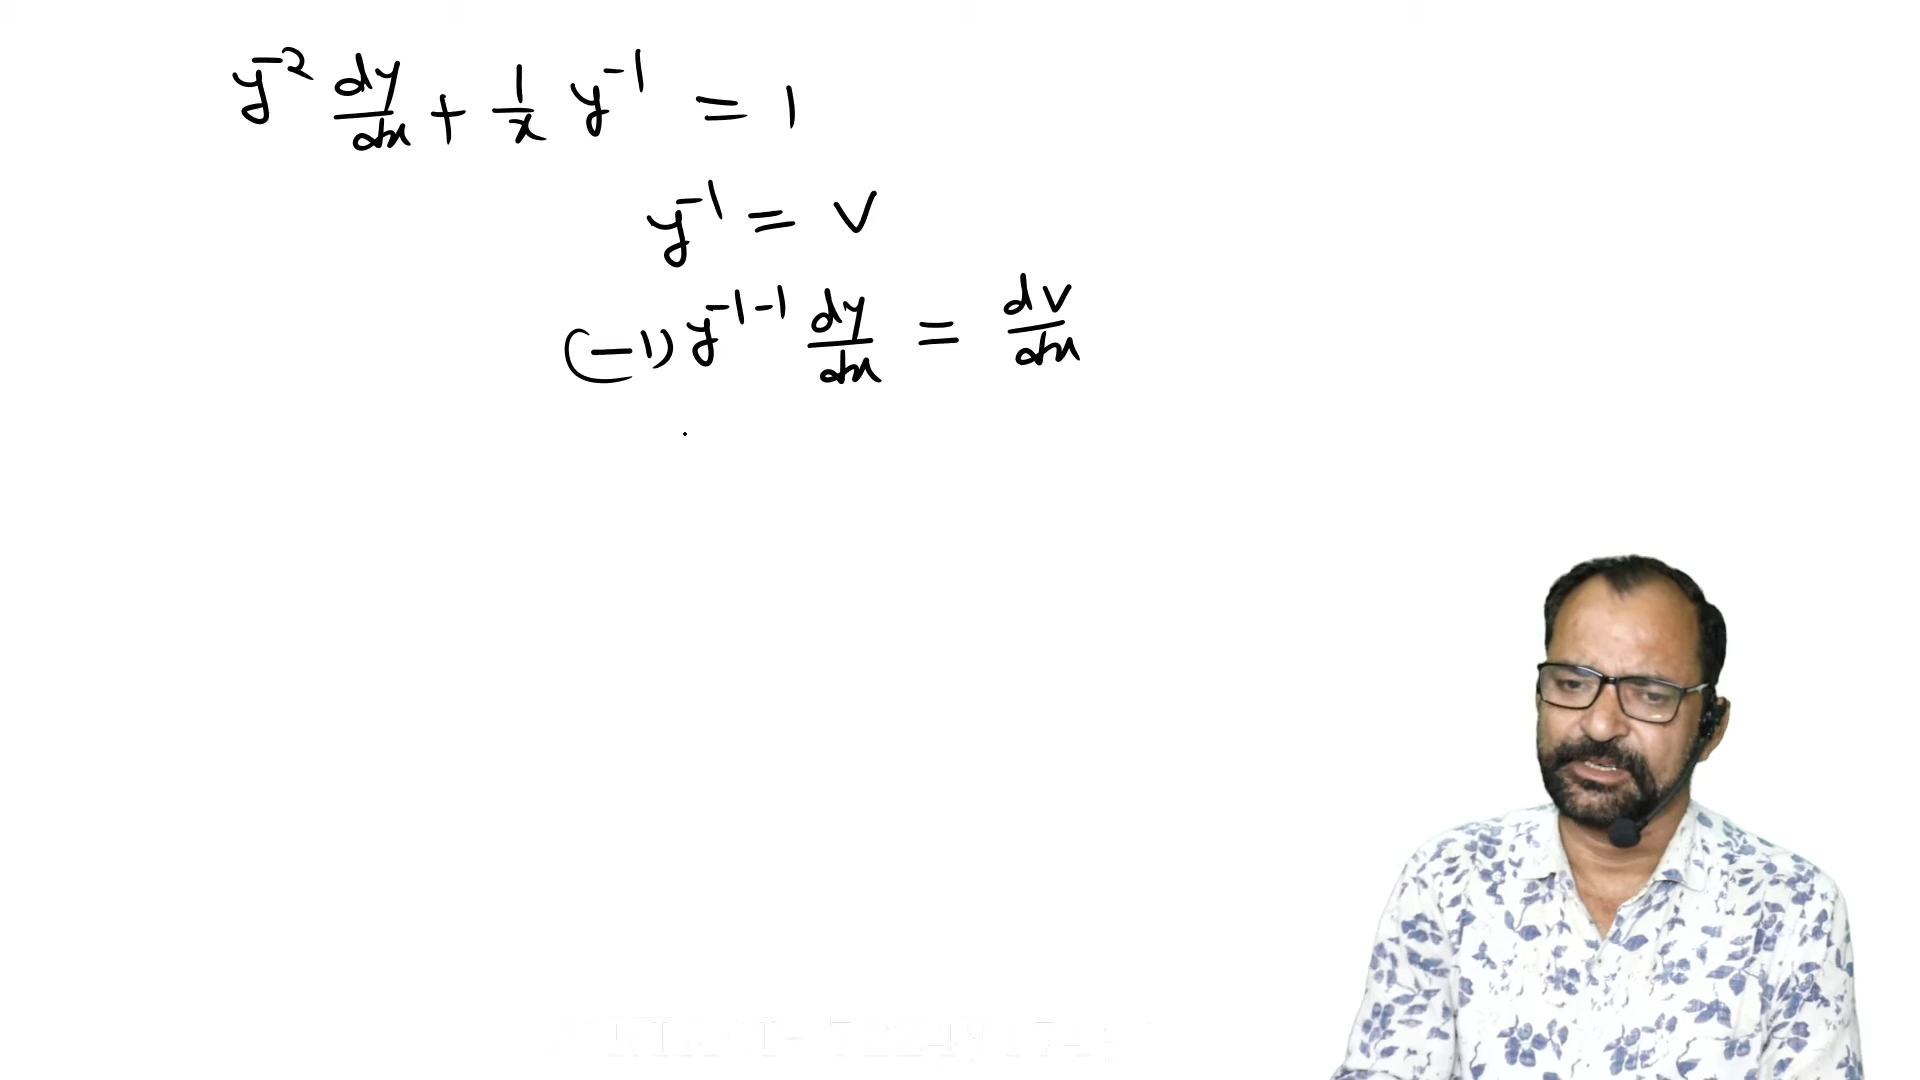 y⁻² dy/dx + 1/x y⁻¹ = 1
y⁻¹ = v
(-1) y⁻¹⁻¹ dy/dx = dv/dx